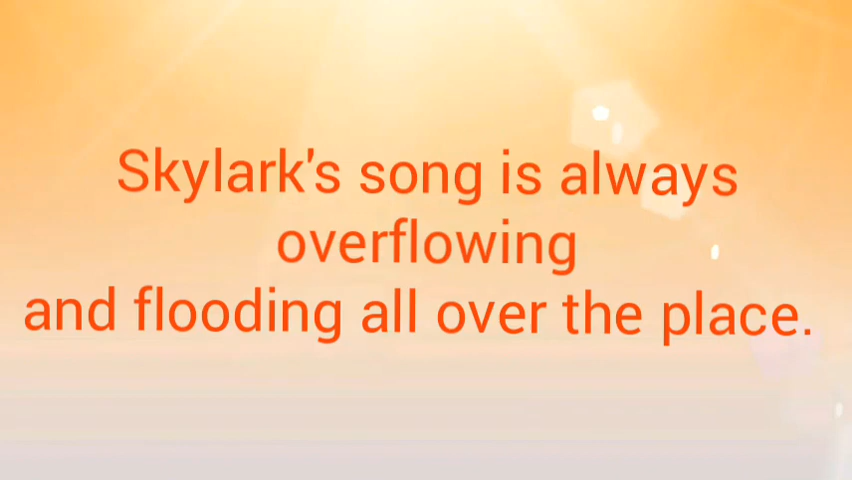 Skylark's song is always
overflowing
and flooding all over the place.